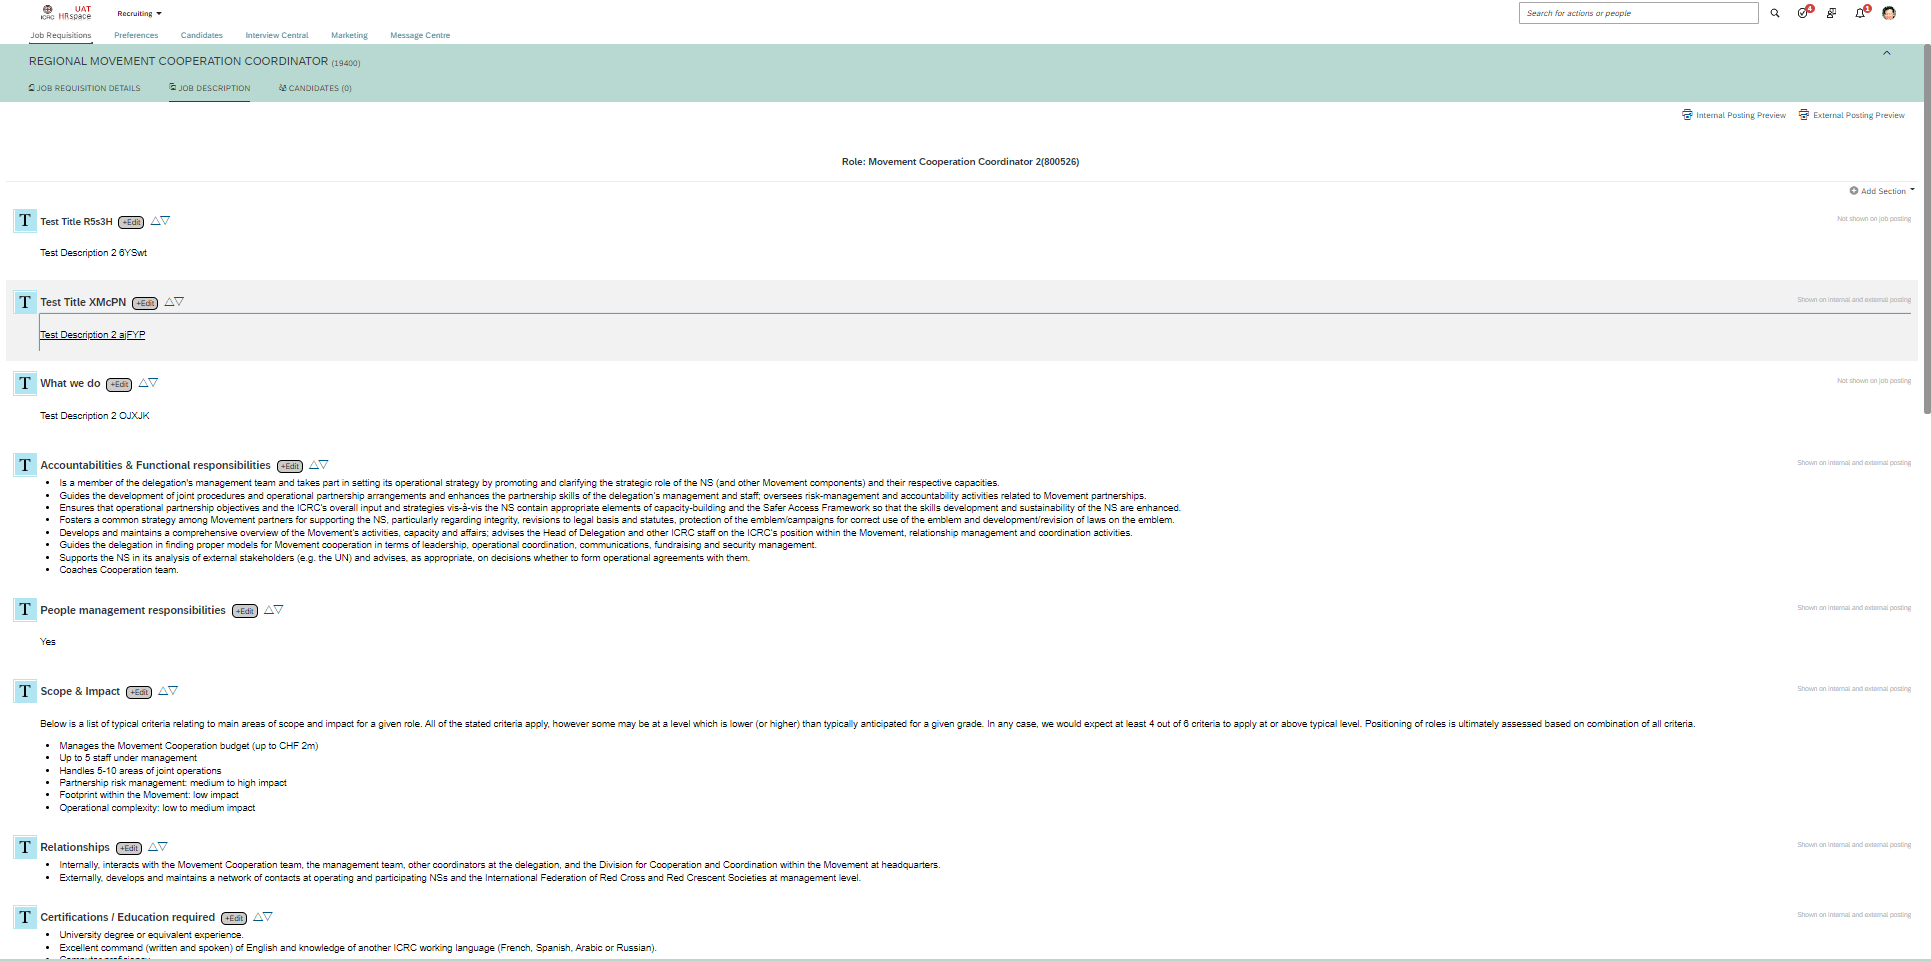 ICRC
UAT
HRspace
Recruiting
Search for actions or people
4
1
Job Requisitions
Preferences
Candidates
Interview Central
Marketing
Message Centre
REGIONAL MOVEMENT COOPERATION COORDINATOR (19400)
JOB REQUISITION DETAILS
JOB DESCRIPTION
CANDIDATES (0)
Internal Posting Preview
External Posting Preview
Role: Movement Cooperation Coordinator 2(800526)
Add Section
T Test Title R5s3H +Edit
Not shown on job posting
Test Description 2 6YSwt
T Test Title XMcPN +Edit
Shown on internal and external posting
Test Description 2 ajFYP
T What we do +Edit
Not shown on job posting
Test Description 2 OJXJK
T Accountabilities & Functional responsibilities +Edit
Shown on internal and external posting
• Is a member of the delegation's management team and takes part in setting its operational strategy by promoting and clarifying the strategic role of the NS (and other Movement components) and their respective capacities.
• Guides the development of joint procedures and operational partnership arrangements and enhances the partnership skills of the delegation's management and staff; oversees risk-management and accountability activities related to Movement partnerships.
• Ensures that operational partnership objectives and the ICRC's overall input and strategies vis-à-vis the NS contain appropriate elements of capacity-building and the Safer Access Framework so that the skills development and sustainability of the NS are enhanced.
• Fosters a common strategy among Movement partners for supporting the NS, particularly regarding integrity, revisions to legal basis and statutes, protection of the emblem/campaigns for correct use of the emblem and development/revision of laws on the emblem.
• Develops and maintains a comprehensive overview of the Movement's activities, capacity and affairs; advises the Head of Delegation and other ICRC staff on the ICRC's position within the Movement, relationship management and coordination activities.
• Guides the delegation in finding proper models for Movement cooperation in terms of leadership, operational coordination, communications, fundraising and security management.
• Supports the NS in its analysis of external stakeholders (e.g. the UN) and advises, as appropriate, on decisions whether to form operational agreements with them.
• Coaches Cooperation team.
T People management responsibilities +Edit
Shown on internal and external posting
Yes
T Scope & Impact +Edit
Shown on internal and external posting
Below is a list of typical criteria relating to main areas of scope and impact for a given role. All of the stated criteria apply, however some may be at a level which is lower (or higher) than typically anticipated for a given grade. In any case, we would expect at least 4 out of 6 criteria to apply at or above typical level. Positioning of roles is ultimately assessed based on combination of all criteria.
• Manages the Movement Cooperation budget (up to CHF 2m)
• Up to 5 staff under management
• Handles 5-10 areas of joint operations
• Partnership risk management: medium to high impact
• Footprint within the Movement: low impact
• Operational complexity: low to medium impact
T Relationships +Edit
Shown on internal and external posting
• Internally, interacts with the Movement Cooperation team, the management team, other coordinators at the delegation, and the Division for Cooperation and Coordination within the Movement at headquarters.
• Externally, develops and maintains a network of contacts at operating and participating NSs and the International Federation of Red Cross and Red Crescent Societies at management level.
T Certifications / Education required +Edit
Shown on internal and external posting
• University degree or equivalent experience.
• Excellent command (written and spoken) of English and knowledge of another ICRC working language (French, Spanish, Arabic or Russian).
• Computer proficiency.